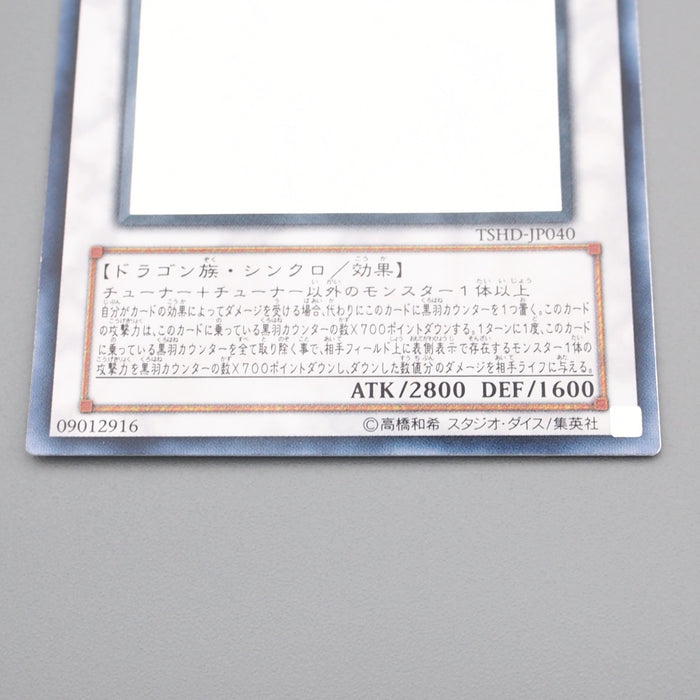 TSHD-JP040
【ドラゴン族・シンクロ／効果】
チューナー＋チューナー以外のモンスター１体以上
自分がカードの効果によってダメージを受ける場合、代わりにこのカードに黒羽カウンターを１つ置く。このカード
の攻撃力は、このカードに乗っている黒羽カウンターの数×７００ポイントダウンする。１ターンに１度、このカード
に乗っている黒羽カウンターを全て取り除く事で、相手フィールド上に表側表示で存在するモンスター１体の
攻撃力を黒羽カウンターの数×７００ポイントダウンし、ダウンした数値分のダメージを相手ライフに与える。
ATK/2800 DEF/1600
09012916
©高橋和希 スタジオ・ダイス/集英社